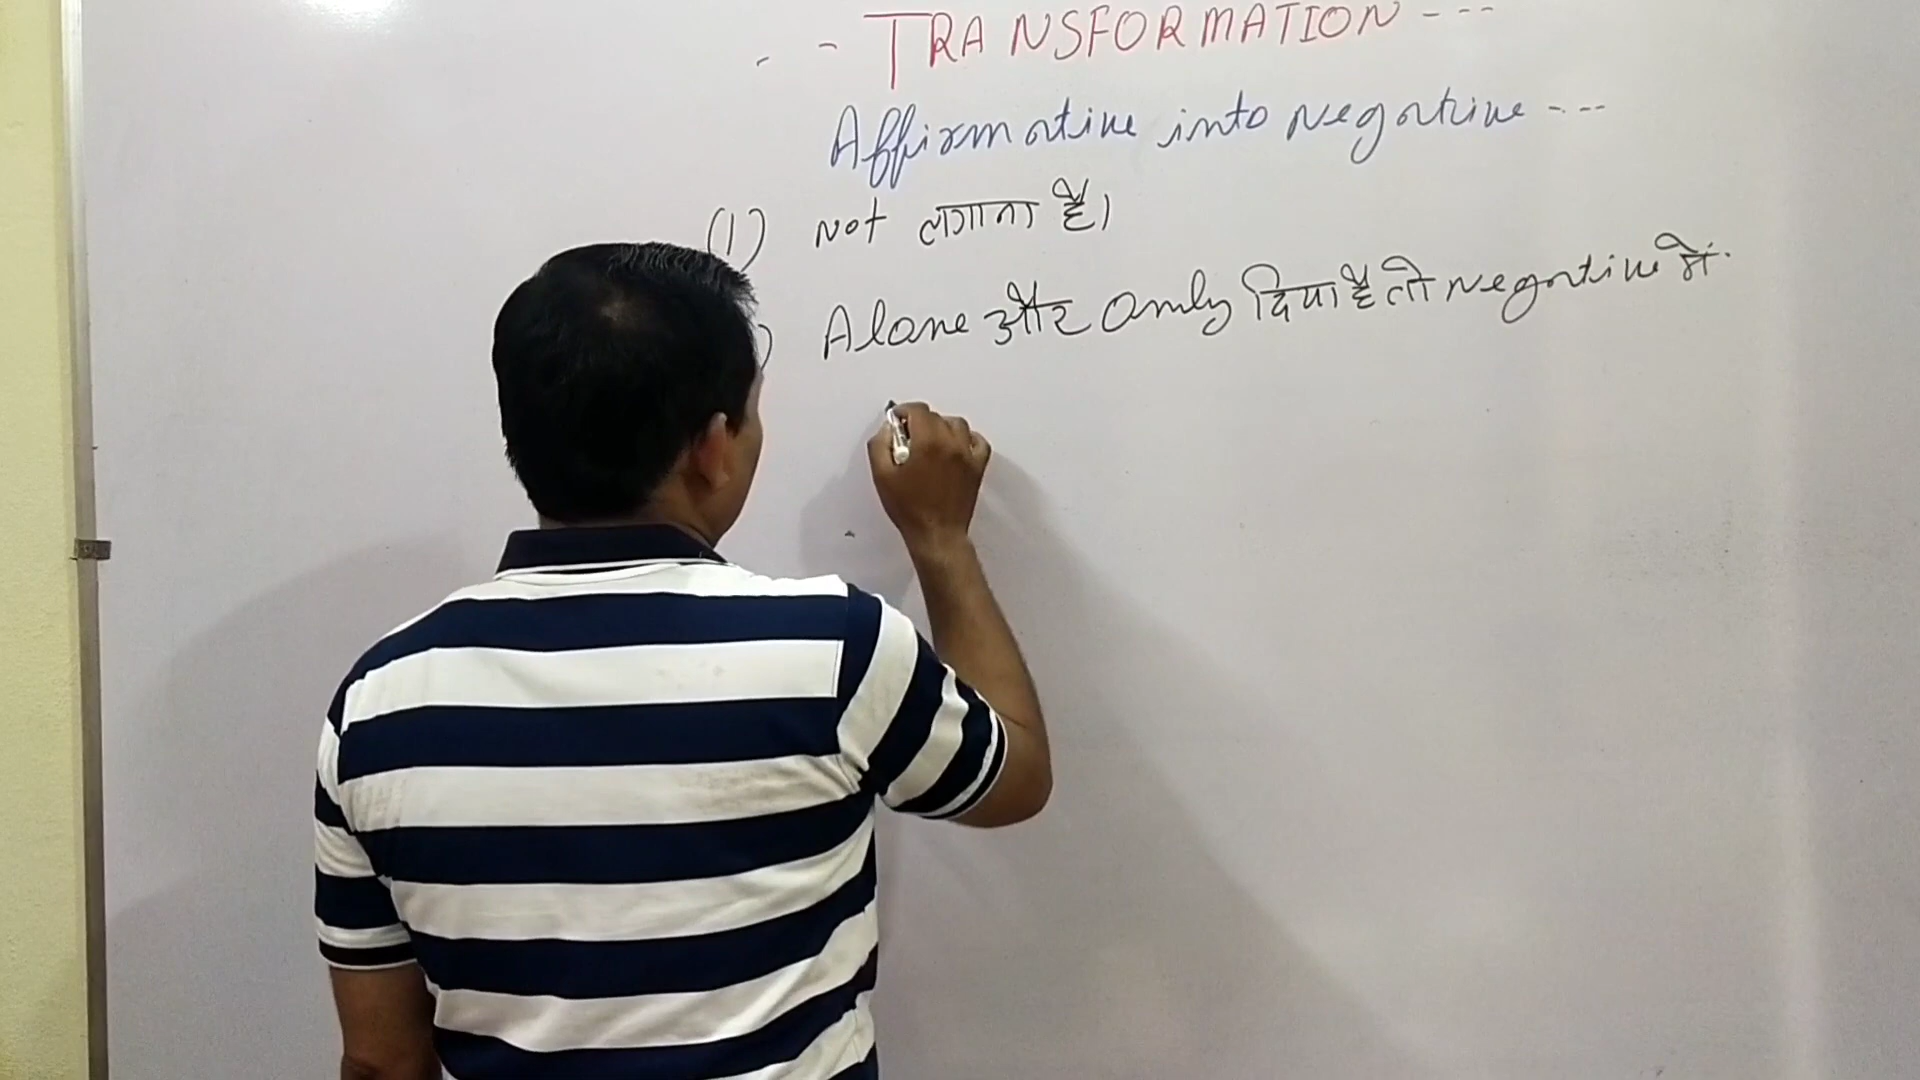 - - TRANSFORMATION - - -
Affirmative into Negative - - -
(1) Not लगाना है।
) Alone और Only दिया है तो Negative में.